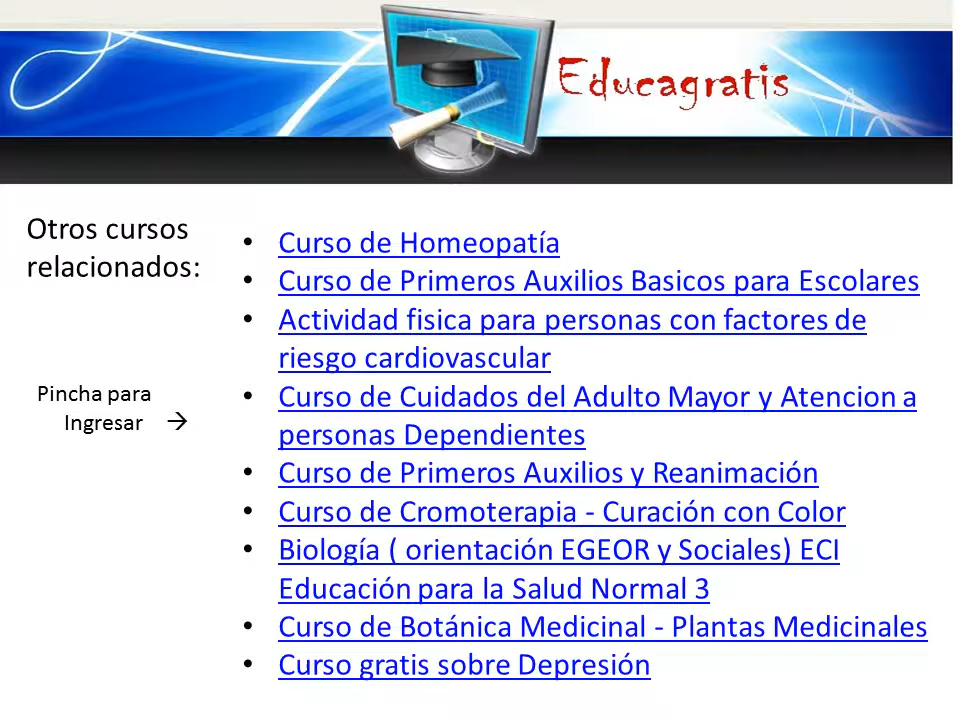 Educagratis
Otros cursos
relacionados:
Pincha para
Ingresar →
• Curso de Homeopatía
• Curso de Primeros Auxilios Basicos para Escolares
• Actividad fisica para personas con factores de
riesgo cardiovascular
• Curso de Cuidados del Adulto Mayor y Atencion a
personas Dependientes
• Curso de Primeros Auxilios y Reanimación
• Curso de Cromoterapia - Curación con Color
• Biología ( orientación EGEOR y Sociales) ECI
Educación para la Salud Normal 3
• Curso de Botánica Medicinal - Plantas Medicinales
• Curso gratis sobre Depresión